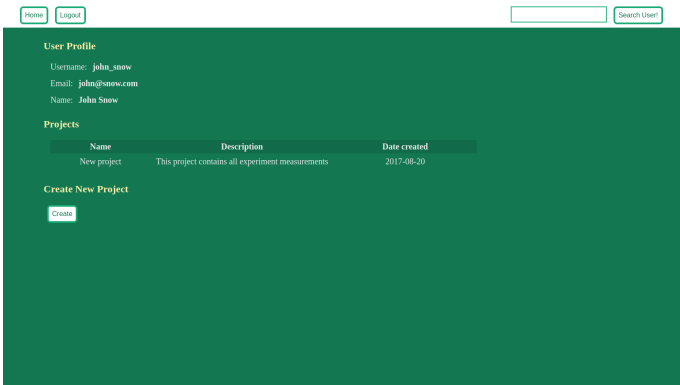 Home Logout Search User!
User Profile
Username: john_snow
Email: john@snow.com
Name: John Snow
Projects
Name Description Date created
New project This project contains all experiment measurements 2017-08-20
Create New Project
Create